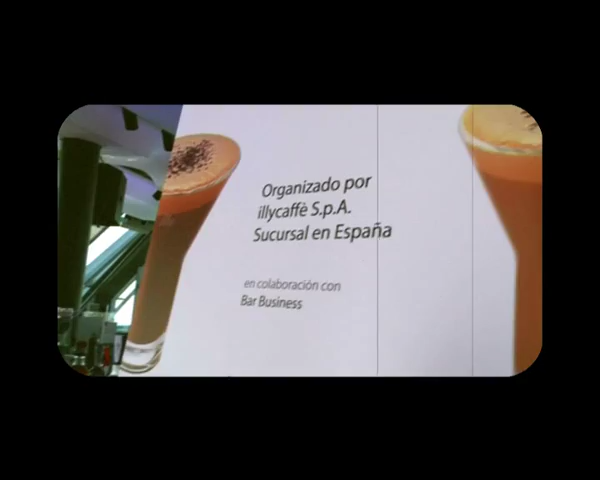 Organizado por
illycaffè S.p.A.
Sucursal en España
en colaboración con
Bar Business